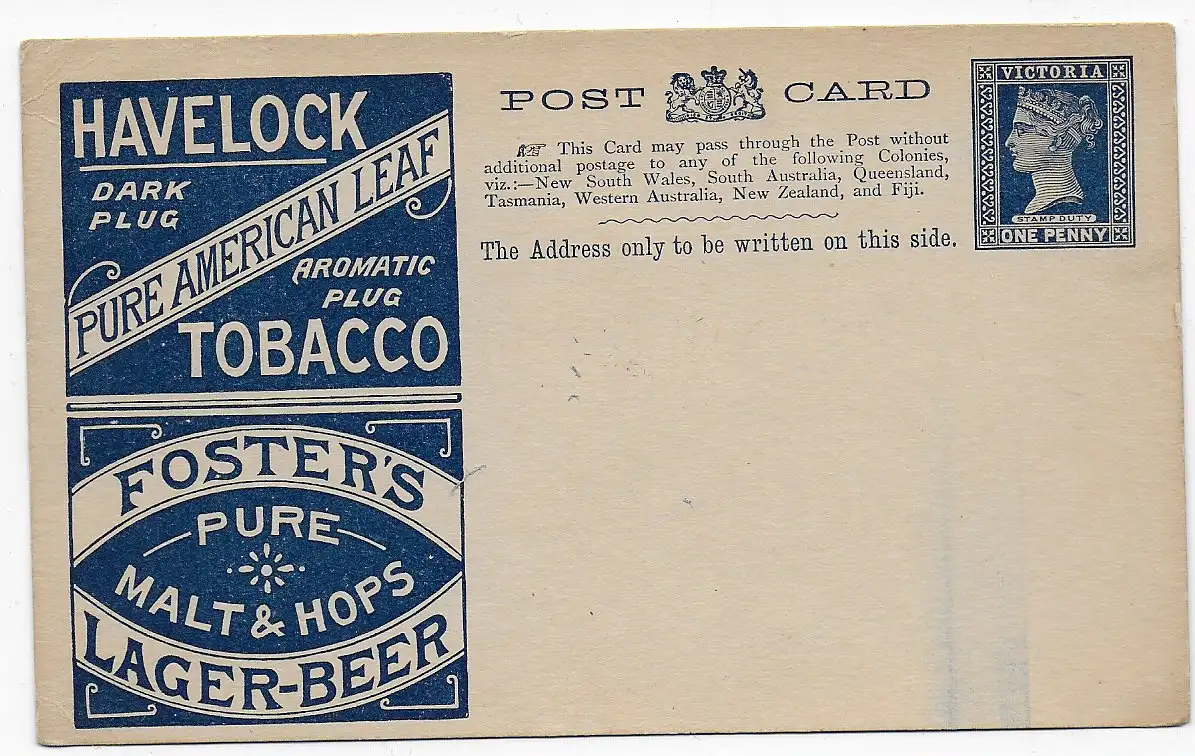 HAVELOCK
DARK
PLUG
PURE AMERICAN LEAF
AROMATIC
PLUG
TOBACCO
FOSTER'S
PURE
MALT & HOPS
LAGER-BEER
POST CARD
This Card may pass through the Post without
additional postage to any of the following Colonies,
viz.:—New South Wales, South Australia, Queensland,
Tasmania, Western Australia, New Zealand, and Fiji.
The Address only to be written on this side.
VICTORIA
STAMP DUTY
ONE PENNY